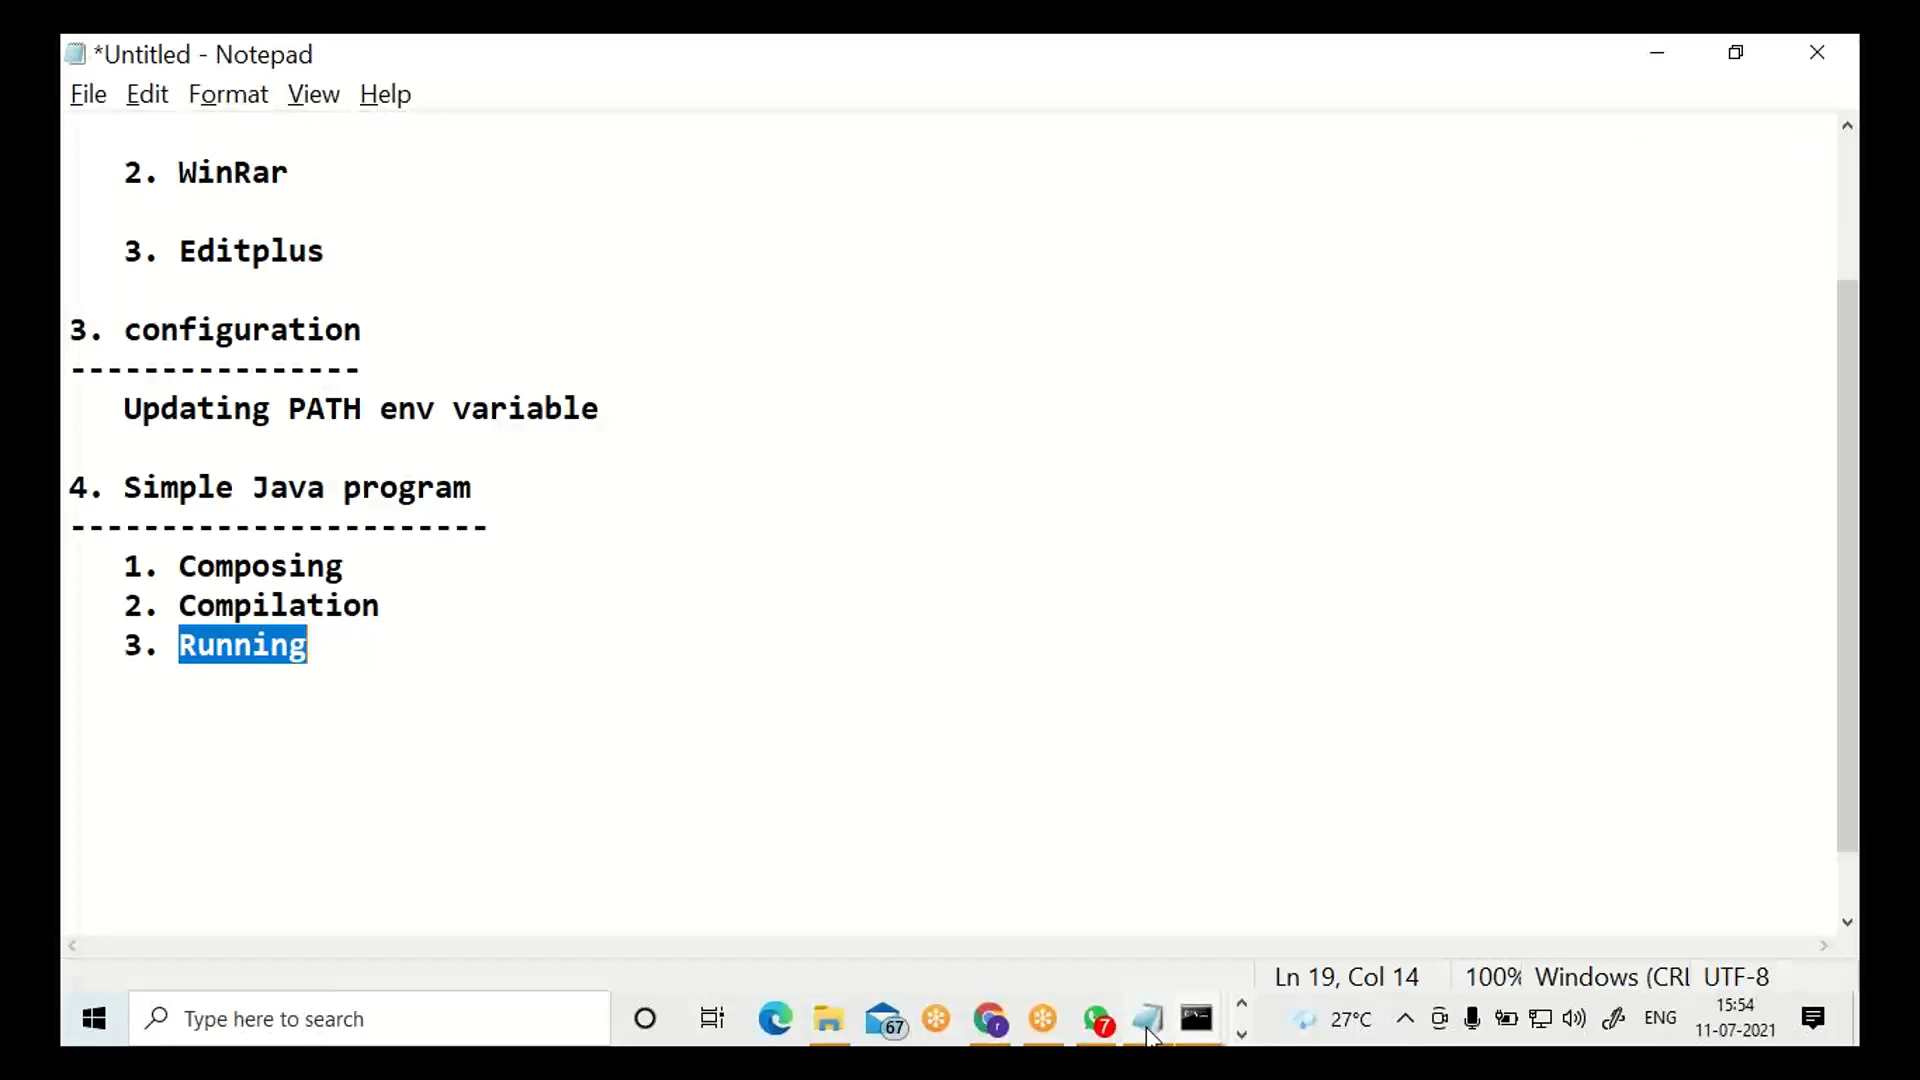 *Untitled - Notepad
File Edit Format View Help
2. WinRar
3. Editplus
3. configuration
----------------
Updating PATH env variable
4. Simple Java program
-----------------------
1. Composing
2. Compilation
3. Running
Ln 19, Col 14 100% Windows (CRL UTF-8
Type here to search 67 r 7 27°C ENG 15:54
11-07-2021